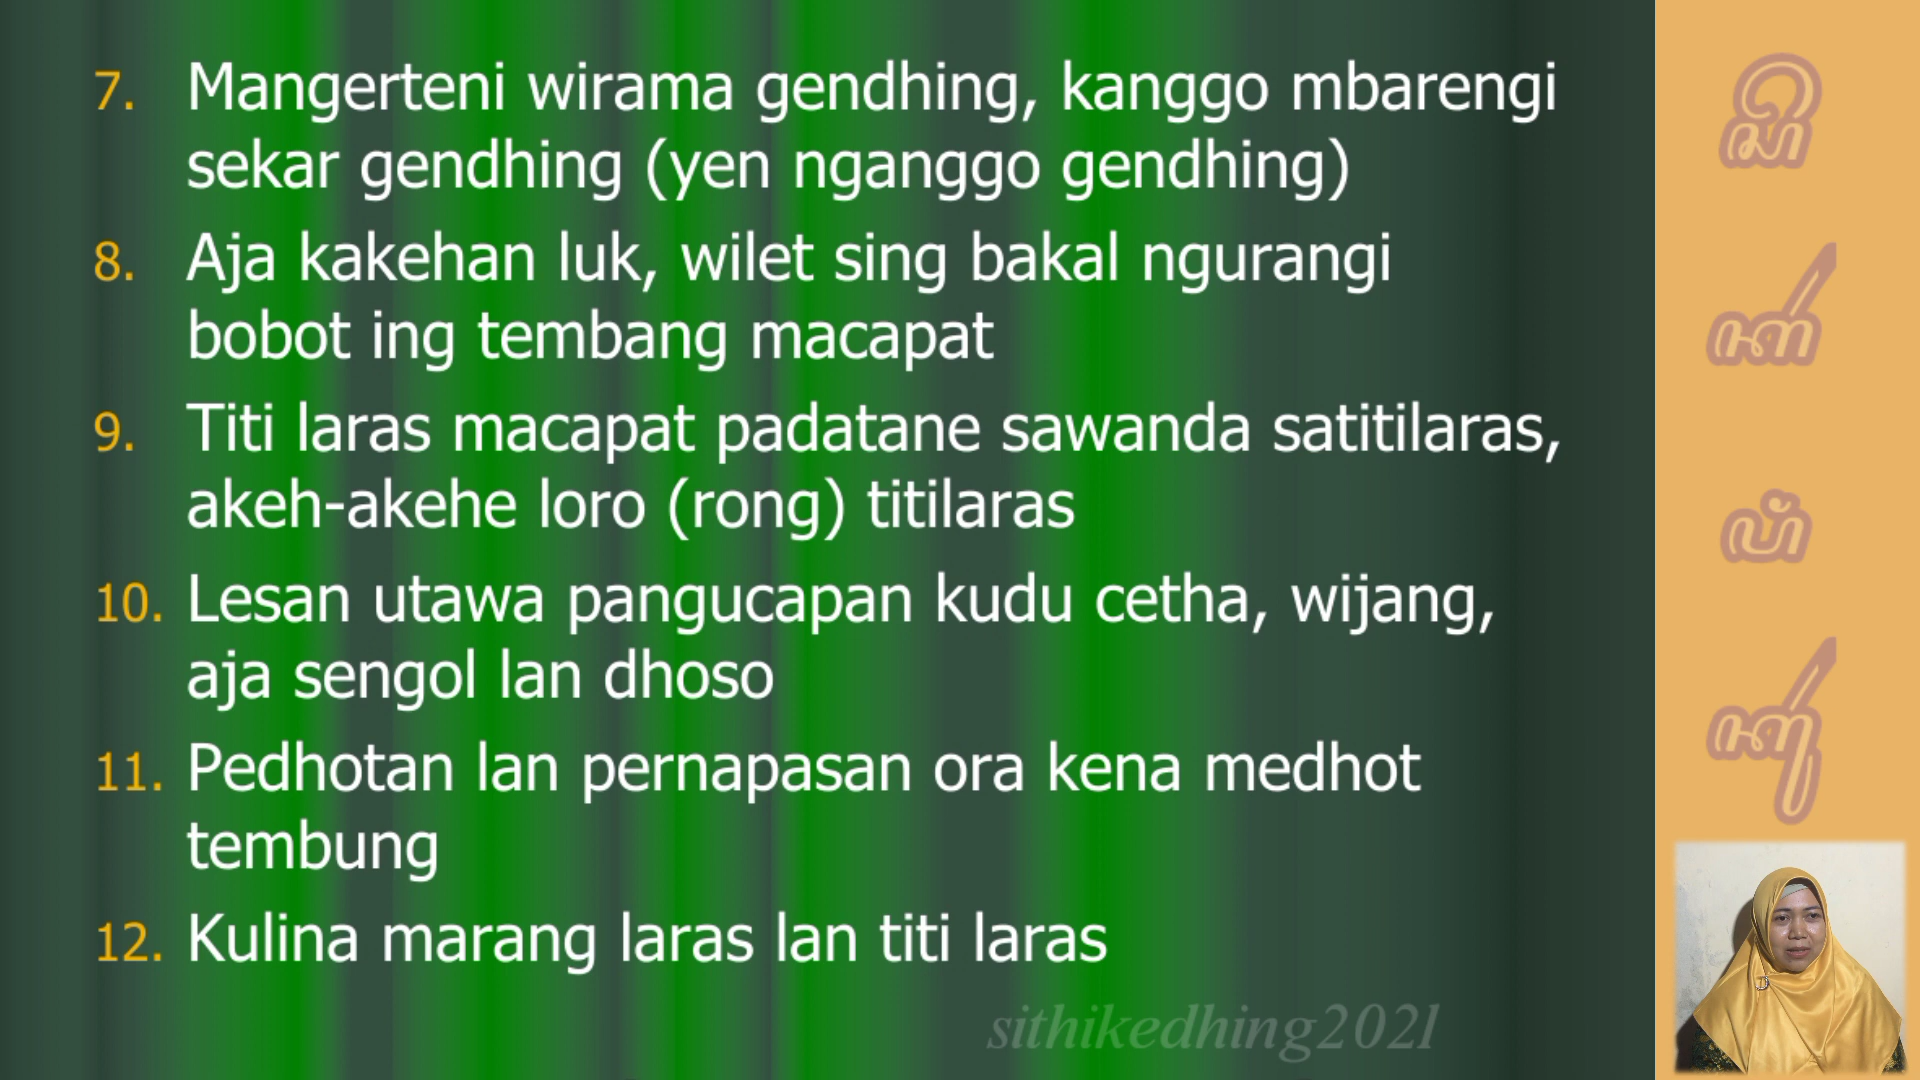 7. Mangerteni wirama gendhing, kanggo mbarengi
sekar gendhing (yen nganggo gendhing)
8. Aja kakehan luk, wilet sing bakal ngurangi
bobot ing tembang macapat
9. Titi laras macapat padatane sawanda satitilaras,
akeh-akehe loro (rong) titilaras
10. Lesan utawa pangucapan kudu cetha, wijang,
aja sengol lan dhoso
11. Pedhotan lan pernapasan ora kena medhot
tembung
12. Kulina marang laras lan titi laras
sithikedhing2021